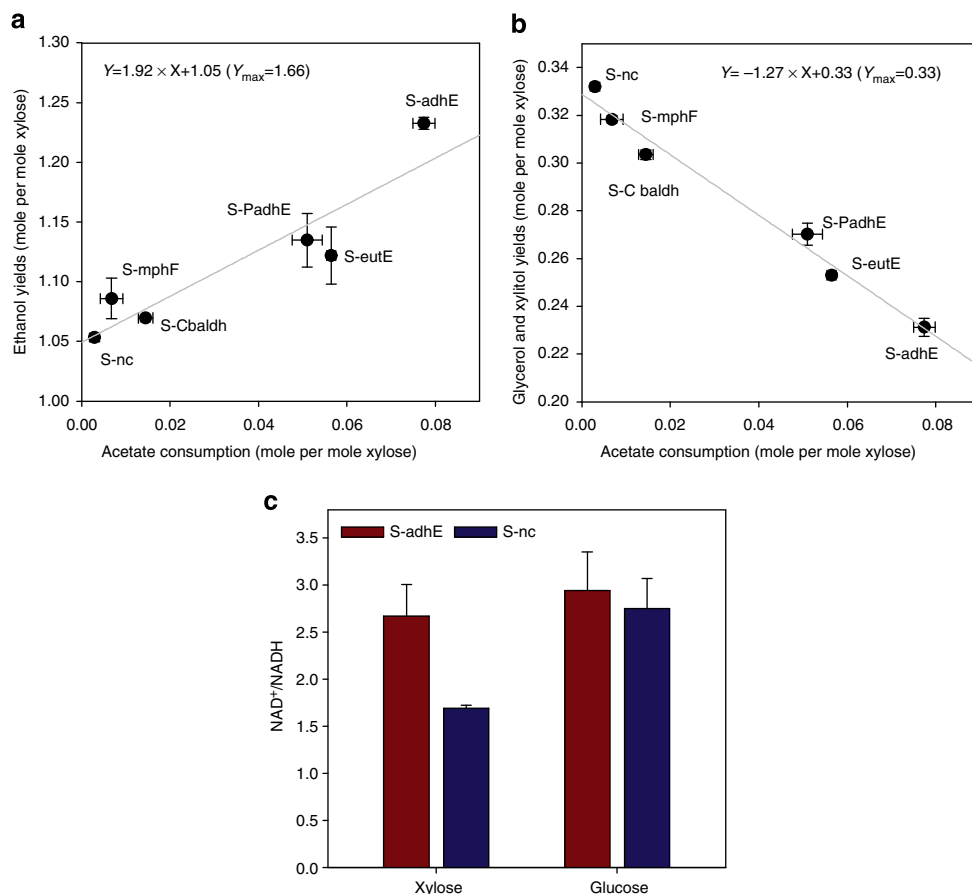 a
Y=1.92 × X+1.05 (Ymax=1.66)
1.30
1.25
1.20
1.15
1.10
1.05
1.00
Ethanol yields (mole per mole xylose)
S-adhE
S-PadhE
S-eutE
S-mphF
S-Cbaldh
S-nc
0.00 0.02 0.04 0.06 0.08
Acetate consumption (mole per mole xylose)
b
Y= −1.27 × X+0.33 (Ymax=0.33)
0.34
0.32
0.30
0.28
0.26
0.24
0.22
0.20
Glycerol and xylitol yields (mole per mole xylose)
S-nc
S-mphF
S-C baldh
S-PadhE
S-eutE
S-adhE
0.00 0.02 0.04 0.06 0.08
Acetate consumption (mole per mole xylose)
c
S-adhE S-nc
3.5
3.0
2.5
2.0
1.5
1.0
0.5
0.0
NAD+/NADH
Xylose Glucose